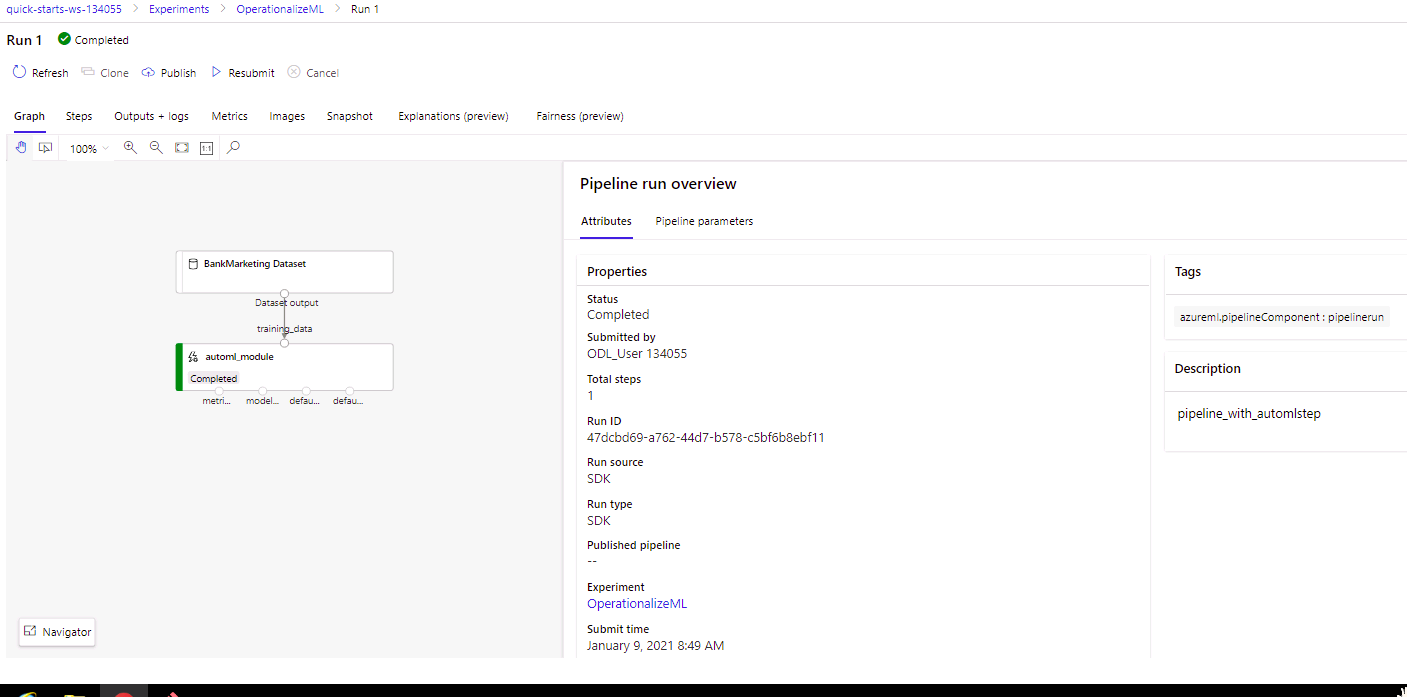 quick-starts-ws-134055 > Experiments > OperationalizeML > Run 1
Run 1 Completed
Refresh Clone Publish Resubmit Cancel
Graph Steps Outputs + logs Metrics Images Snapshot Explanations (preview) Fairness (preview)
100% 1:1
BankMarketing Dataset
Dataset output
training_data
automl_module
Completed
metri... model... defau... defau...
Navigator
Pipeline run overview
Attributes Pipeline parameters
Properties
Status
Completed
Submitted by
ODL_User 134055
Total steps
1
Run ID
47dcbd69-a762-44d7-b578-c5bf6b8ebf11
Run source
SDK
Run type
SDK
Published pipeline
--
Experiment
OperationalizeML
Submit time
January 9, 2021 8:49 AM
Tags
azureml.pipelineComponent : pipelinerun
Description
pipeline_with_automlstep